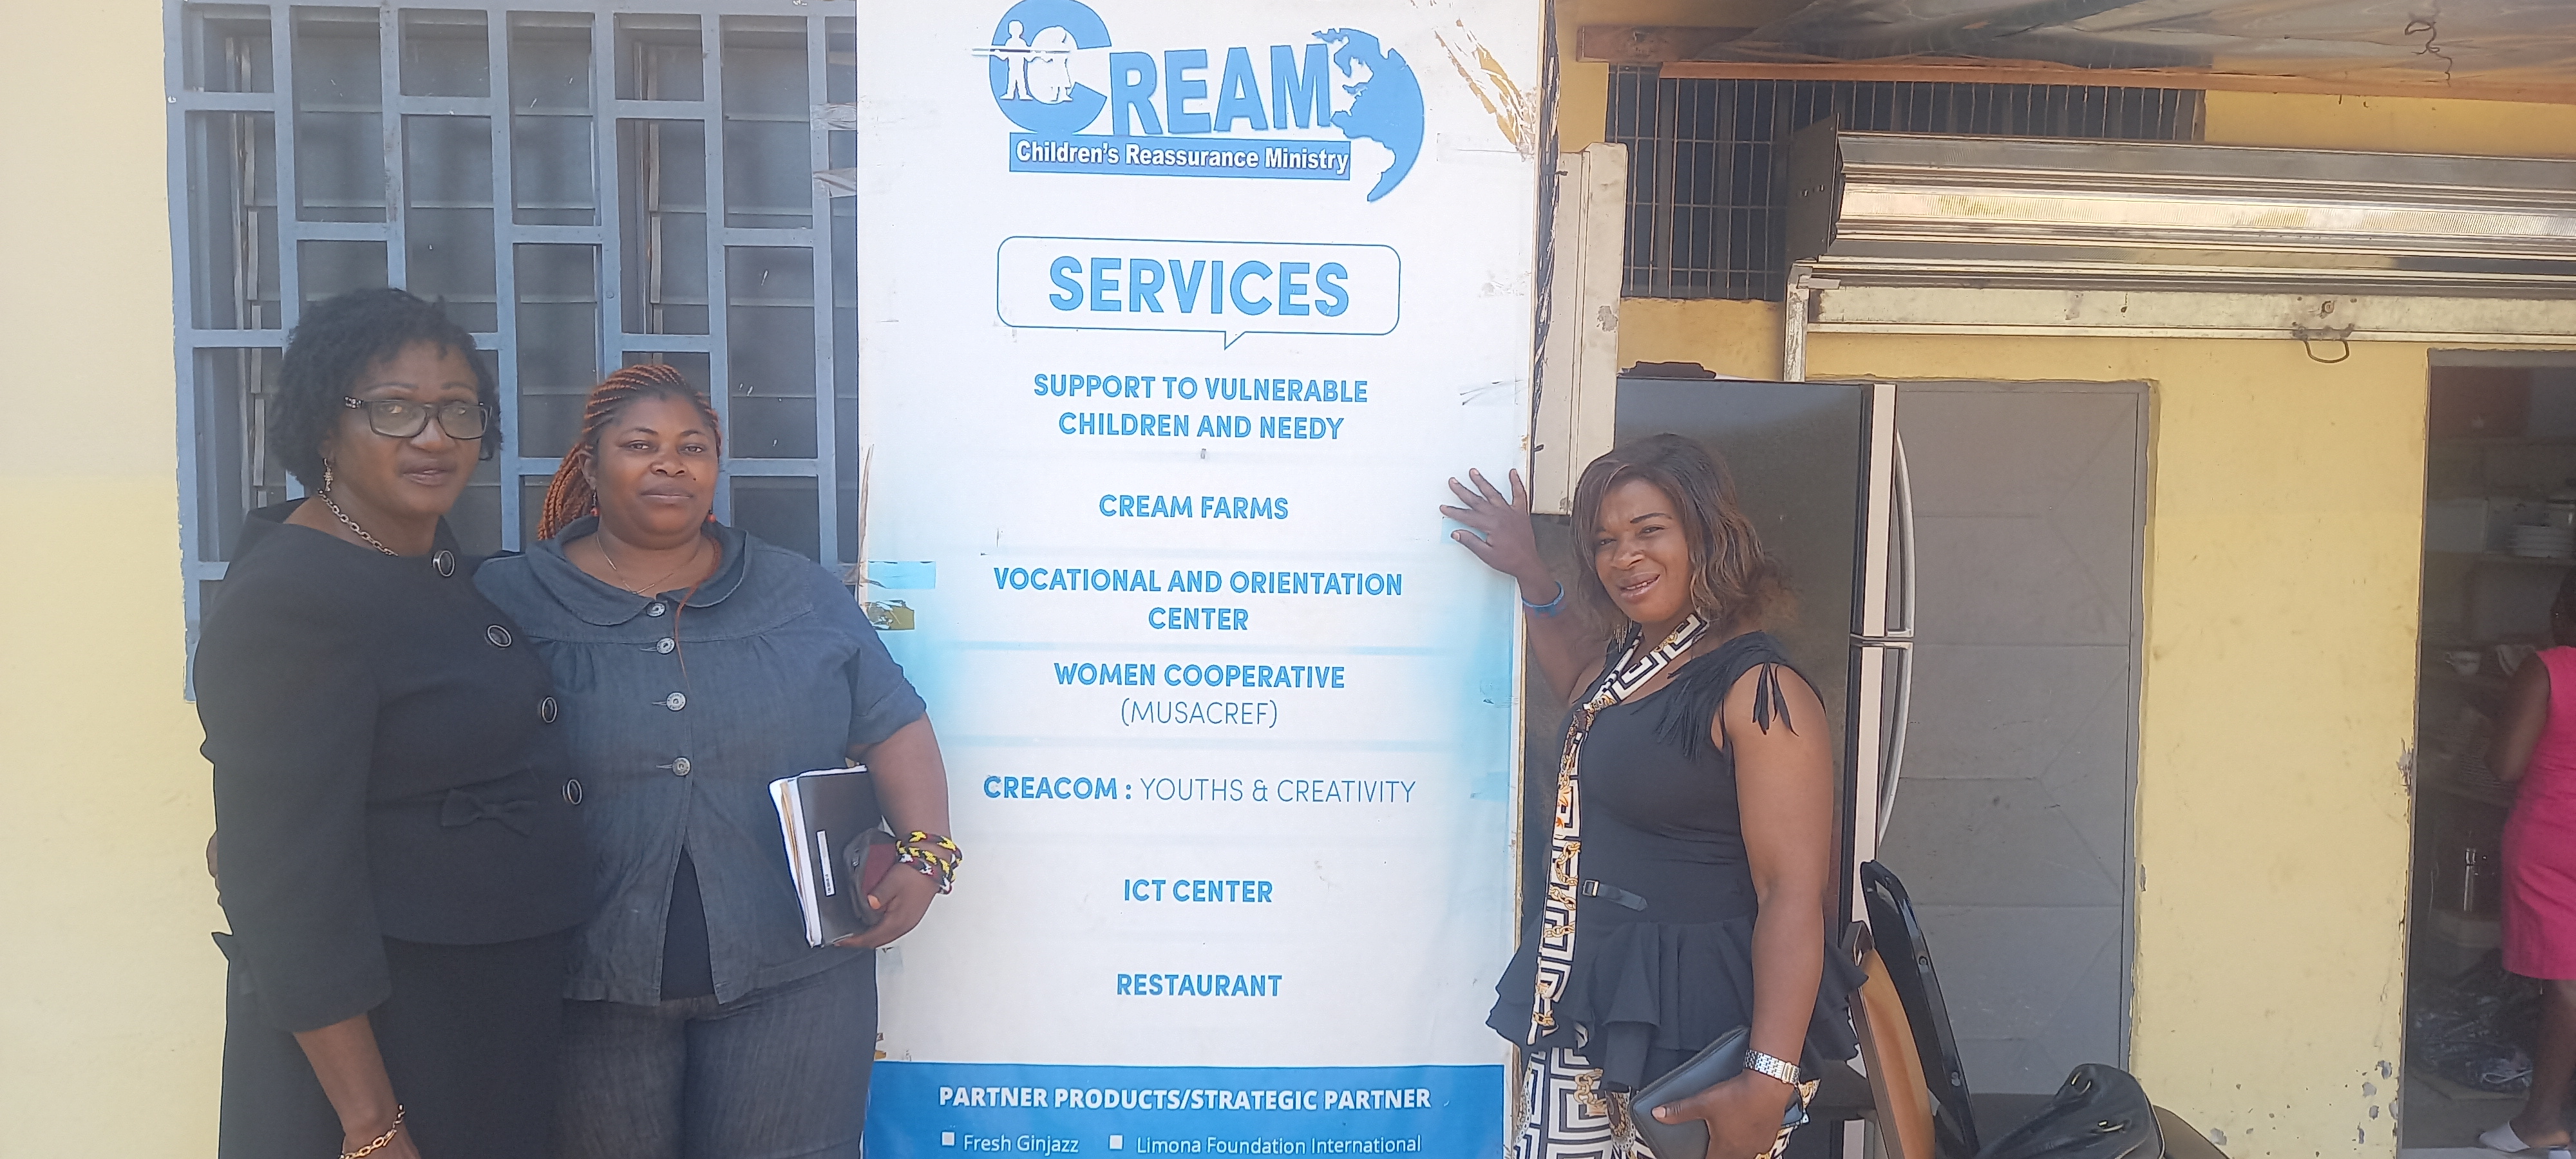 CREAM
Children's Reassurance Ministry
SERVICES
SUPPORT TO VULNERABLE
CHILDREN AND NEEDY
CREAM FARMS
VOCATIONAL AND ORIENTATION
CENTER
WOMEN COOPERATIVE
(MUSACREF)
CREACOM : YOUTHS & CREATIVITY
ICT CENTER
RESTAURANT
PARTNER PRODUCTS/STRATEGIC PARTNER
Fresh Ginjazz Limona Foundation International